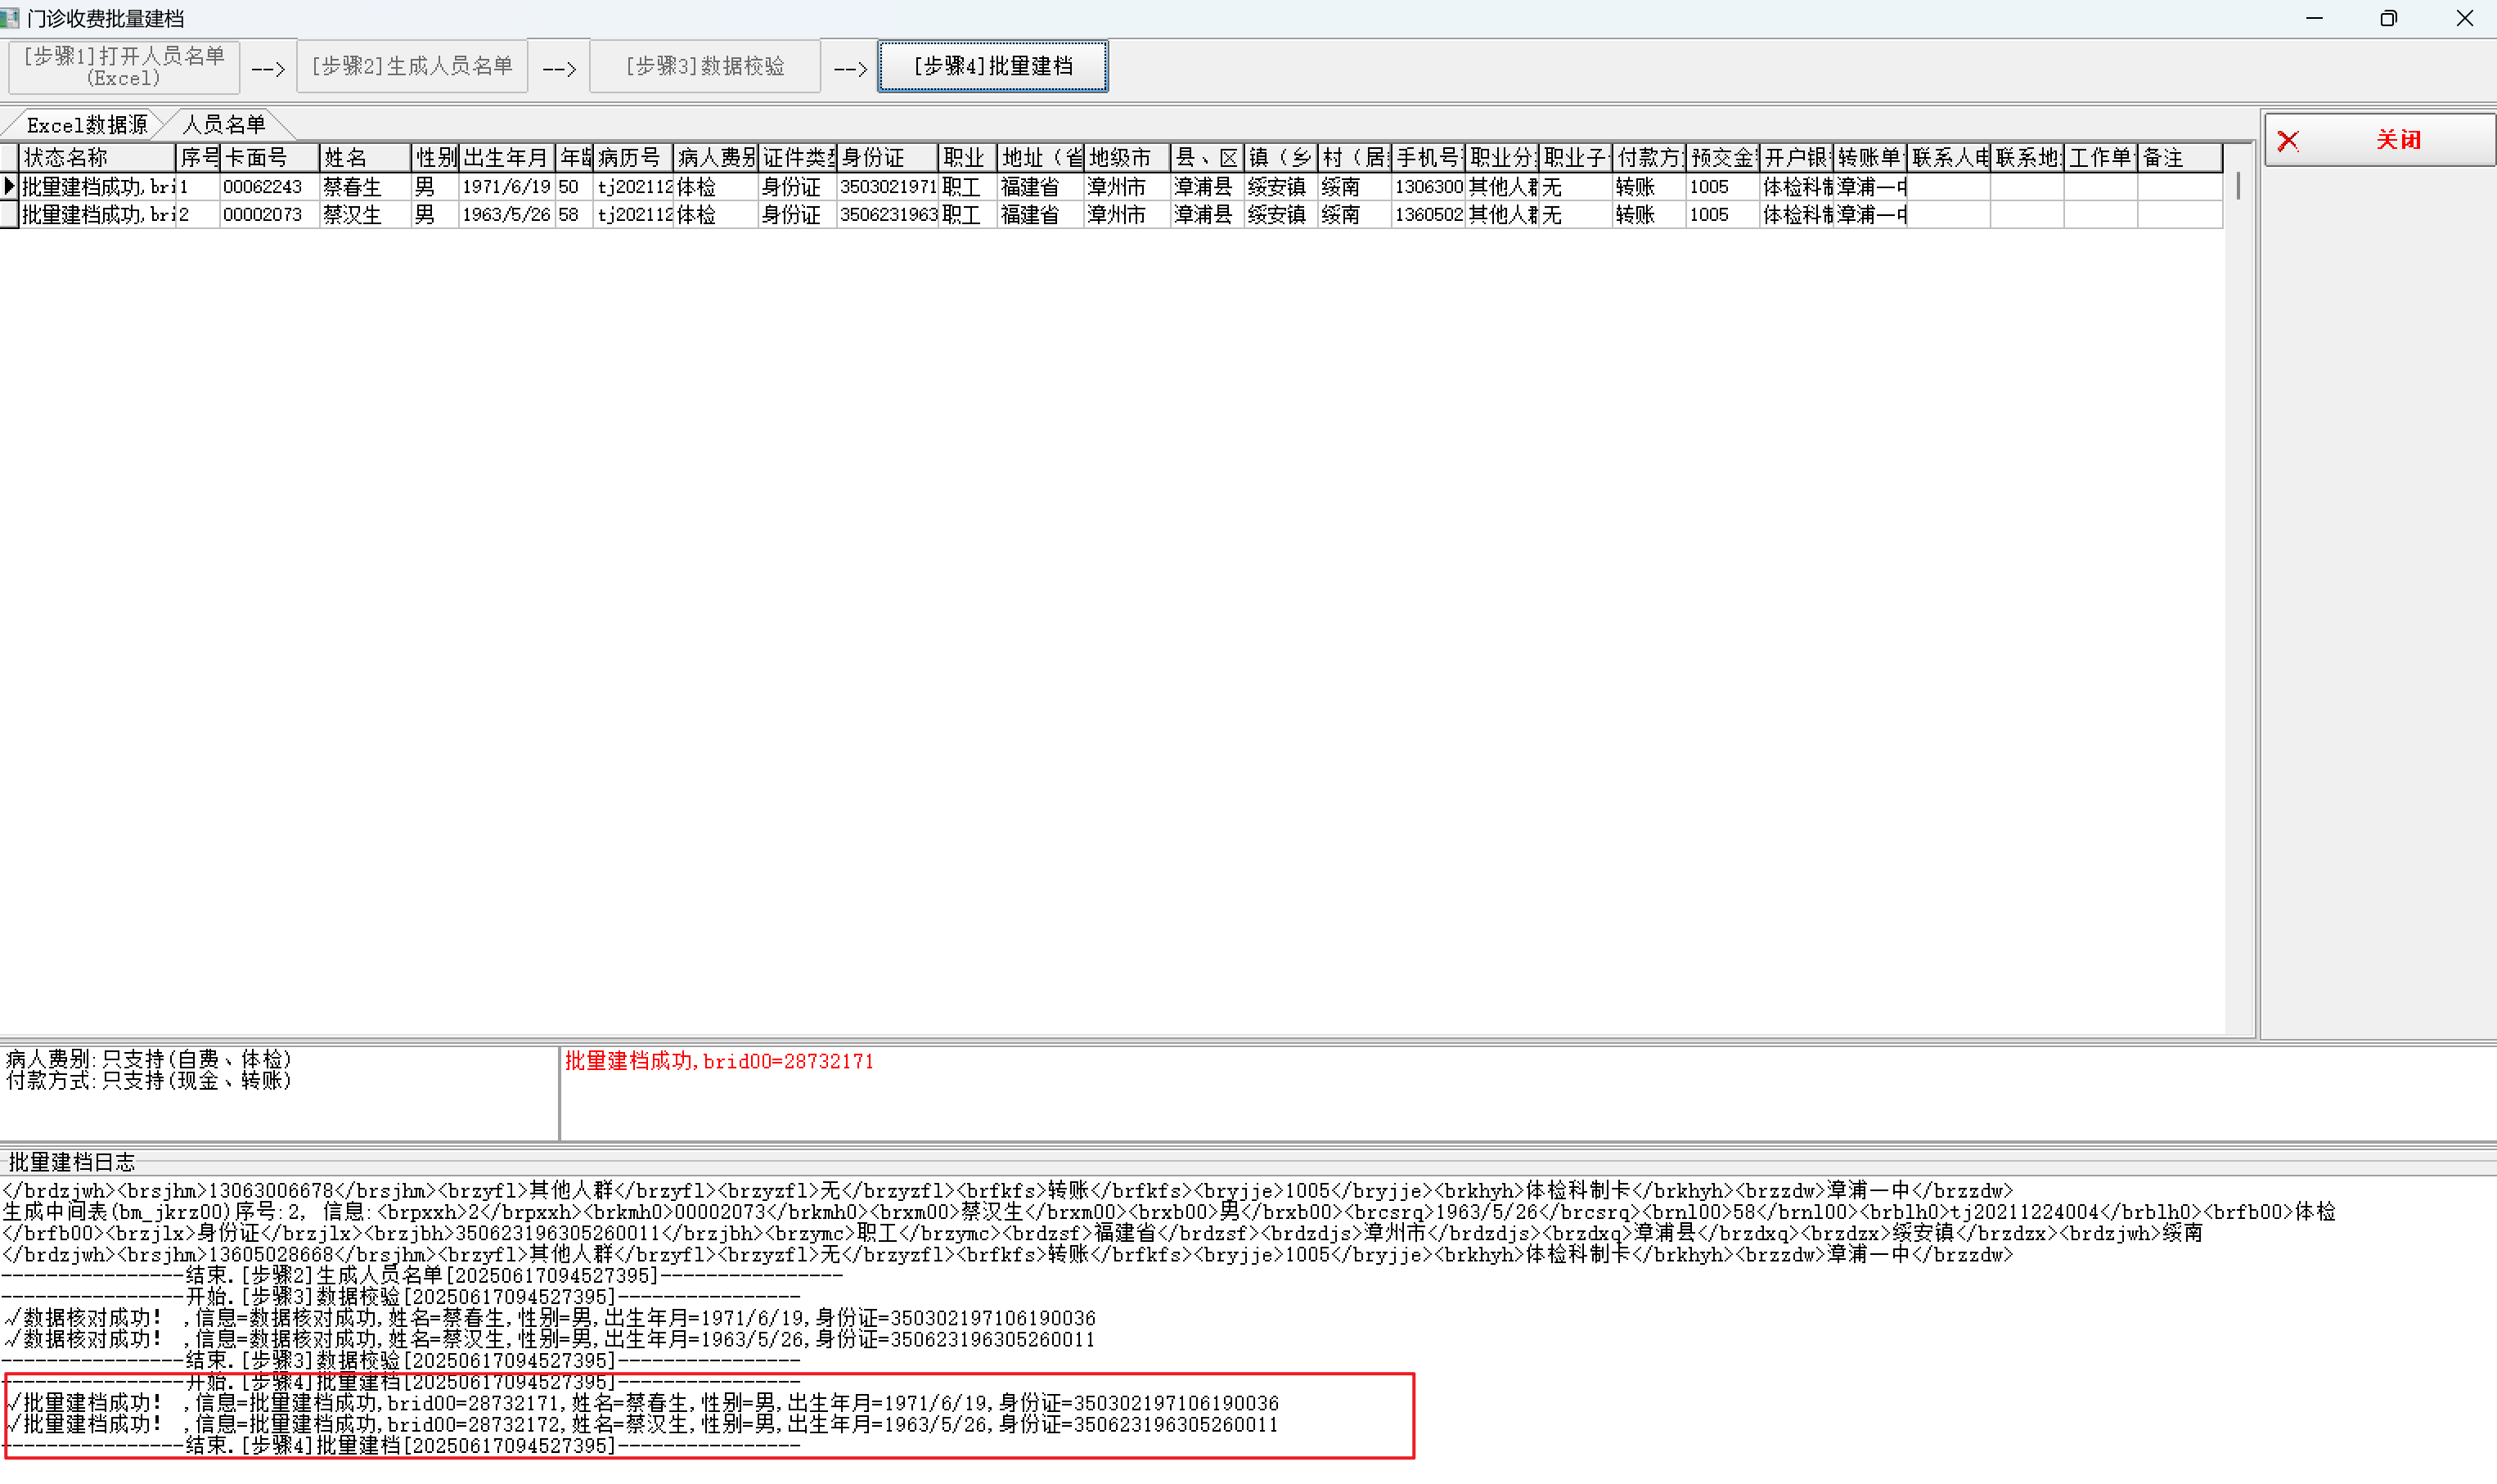 门诊收费批量建档
[步骤1]打开人员名单
(Excel)
-->
[步骤2]生成人员名单
-->
[步骤3]数据校验
-->
[步骤4]批量建档
Excel数据源 人员名单
关闭
状态名称 序号 卡面号 姓名 性别 出生年月 年龄 病历号 病人费别 证件类型 身份证 职业 地址（省 地级市 县、区 镇（乡 村（居 手机号 职业分 职业子 付款方 预交金 开户银 转账单 联系人电 联系地 工作单 备注
批量建档成功,bri 1 00062243 蔡春生 男 1971/6/19 50 tj202112 体检 身份证 3503021971 职工 福建省 漳州市 漳浦县 绥安镇 绥南 1306300 其他人群 无 转账 1005 体检科制 漳浦一中
批量建档成功,bri 2 00002073 蔡汉生 男 1963/5/26 58 tj202112 体检 身份证 3506231963 职工 福建省 漳州市 漳浦县 绥安镇 绥南 1360502 其他人群 无 转账 1005 体检科制 漳浦一中
病人费别:只支持(自费、体检)
付款方式:只支持(现金、转账)
批量建档成功,brid00=28732171
批量建档日志
</brdzjwh><brsjhm>13063006678</brsjhm><brzyfl>其他人群</brzyfl><brzyzfl>无</brzyzfl><brfkfs>转账</brfkfs><bryjje>1005</bryjje><brkhyh>体检科制卡</brkhyh><brzzdw>漳浦一中</brzzdw>
生成中间表(bm_jkrz00)序号:2, 信息:<brpxxh>2</brpxxh><brkmh0>00002073</brkmh0><brxm00>蔡汉生</brxm00><brxb00>男</brxb00><brcsrq>1963/5/26</brcsrq><brnl00>58</brnl00><brblh0>tj20211224004</brblh0><brfb00>体检
</brfb00><brzjlx>身份证</brzjlx><brzjbh>350623196305260011</brzjbh><brzymc>职工</brzymc><brdzsf>福建省</brdzsf><brdzdjs>漳州市</brdzdjs><brzdxq>漳浦县</brzdxq><brzdzx>绥安镇</brzdzx><brdzjwh>绥南
</brdzjwh><brsjhm>13605028668</brsjhm><brzyfl>其他人群</brzyfl><brzyzfl>无</brzyzfl><brfkfs>转账</brfkfs><bryjje>1005</bryjje><brkhyh>体检科制卡</brkhyh><brzzdw>漳浦一中</brzzdw>
-----------------结束.[步骤2]生成人员名单[20250617094527395]-----------------
-----------------开始.[步骤3]数据校验[20250617094527395]-----------------
√数据核对成功! ,信息=数据核对成功,姓名=蔡春生,性别=男,出生年月=1971/6/19,身份证=350302197106190036
√数据核对成功! ,信息=数据核对成功,姓名=蔡汉生,性别=男,出生年月=1963/5/26,身份证=350623196305260011
-----------------结束.[步骤3]数据校验[20250617094527395]-----------------
-----------------开始.[步骤4]批量建档[20250617094527395]-----------------
√批量建档成功! ,信息=批量建档成功,brid00=28732171,姓名=蔡春生,性别=男,出生年月=1971/6/19,身份证=350302197106190036
√批量建档成功! ,信息=批量建档成功,brid00=28732172,姓名=蔡汉生,性别=男,出生年月=1963/5/26,身份证=350623196305260011
-----------------结束.[步骤4]批量建档[20250617094527395]-----------------